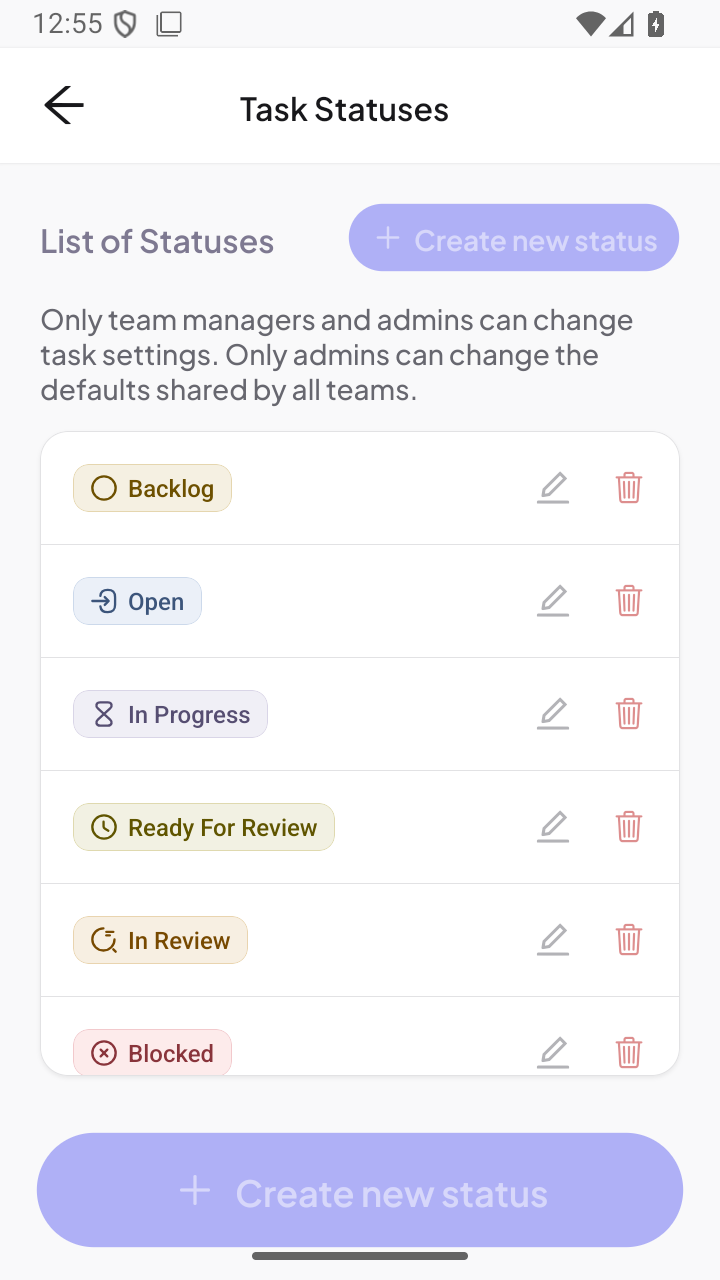 12:55
Task Statuses
List of Statuses
Create new status
Only team managers and admins can change
task settings. Only admins can change the
defaults shared by all teams.
Backlog
Open
In Progress
Ready For Review
In Review
Blocked
Create new status